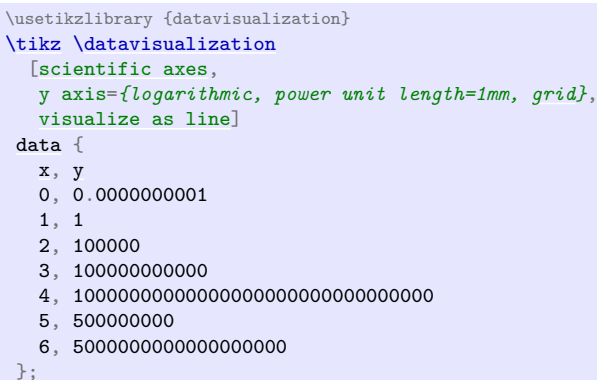 \usetikzlibrary {datavisualization}
\tikz \datavisualization
[scientific axes,
y axis={logarithmic, power unit length=1mm, grid},
visualize as line]
data {
x, y
0, 0.0000000001
1, 1
2, 100000
3, 100000000000
4, 10000000000000000000000000000000
5, 500000000
6, 5000000000000000000
};